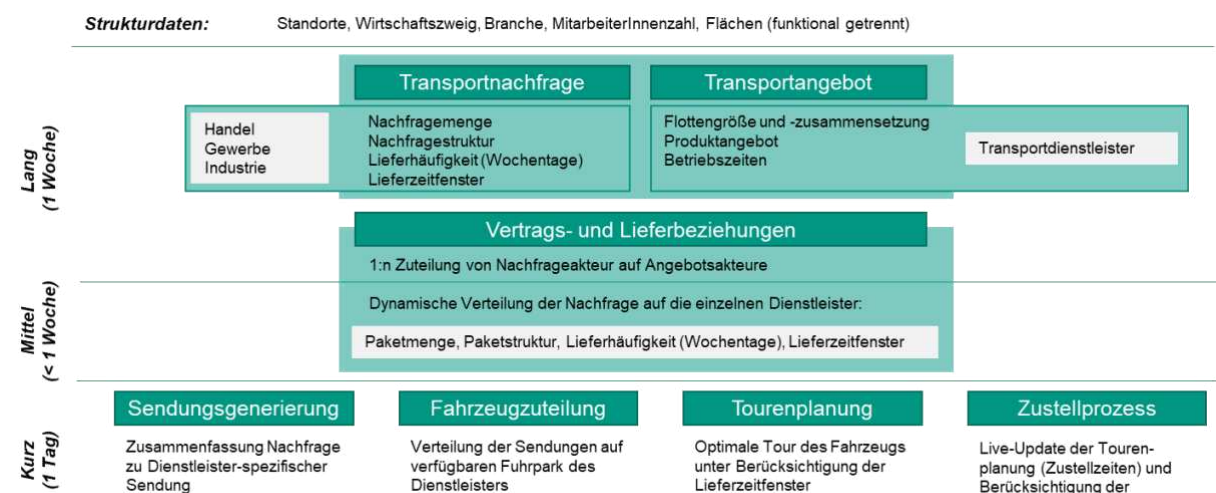 Strukturdaten: Standorte, Wirtschaftszweig, Branche, MitarbeiterInnenzahl, Flächen (funktional getrennt)
Lang
(1 Woche)
Transportnachfrage
Transportangebot
Handel
Gewerbe
Industrie
Nachfragemenge
Nachfragestruktur
Lieferhäufigkeit (Wochentage)
Lieferzeitfenster
Flottengröße und -zusammensetzung
Produktangebot
Betriebszeiten
Transportdienstleister
Vertrags- und Lieferbeziehungen
1:n Zuteilung von Nachfrageakteur auf Angebotsakteure
Mittel
(< 1 Woche)
Dynamische Verteilung der Nachfrage auf die einzelnen Dienstleister:
Paketmenge, Paketstruktur, Lieferhäufigkeit (Wochentage), Lieferzeitfenster
Kurz
(1 Tag)
Sendungsgenerierung
Zusammenfassung Nachfrage
zu Dienstleister-spezifischer
Sendung
Fahrzeugzuteilung
Verteilung der Sendungen auf
verfügbaren Fuhrpark des
Dienstleisters
Tourenplanung
Optimale Tour des Fahrzeugs
unter Berücksichtigung der
Lieferzeitfenster
Zustellprozess
Live-Update der Touren-
planung (Zustellzeiten) und
Berücksichtigung der